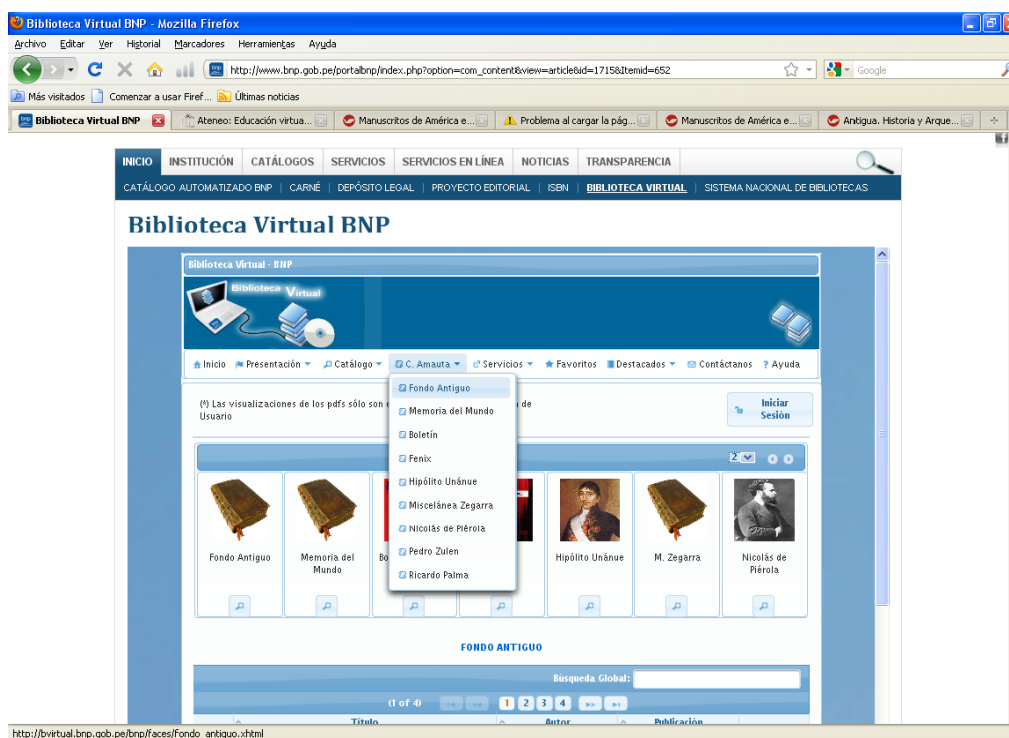 Biblioteca Virtual BNP - Mozilla Firefox
Archivo Editar Ver Historial Marcadores Herramientas Ayuda
http://www.bnp.gob.pe/portalbnp/index.php?option=com_content&view=article&id=1715&Itemid=652
Google
Más visitados Comenzar a usar Firef... Últimas noticias
Biblioteca Virtual BNP Ateneo: Educación virtua... Manuscritos de América e... Problema al cargar la pág... Manuscritos de América e... Antigua. Historia y Arque...
INICIO INSTITUCIÓN CATÁLOGOS SERVICIOS SERVICIOS EN LÍNEA NOTICIAS TRANSPARENCIA
CATÁLOGO AUTOMATIZADO BNP | CARNÉ | DEPÓSITO LEGAL | PROYECTO EDITORIAL | ISBN | BIBLIOTECA VIRTUAL | SISTEMA NACIONAL DE BIBLIOTECAS
Biblioteca Virtual BNP
Biblioteca Virtual - BNP
Biblioteca Virtual
Inicio Presentación Catálogo C. Amauta Servicios Favoritos Destacados Contáctanos ? Ayuda
Fondo Antiguo
Memoria del Mundo
Boletín
Fenix
Hipólito Unánue
Miscelánea Zegarra
Nicolás de Piérola
Pedro Zulen
Ricardo Palma
(*) Las visualizaciones de los pdfs sólo son de
Usuario
Iniciar
Sesión
2
Fondo Antiguo Memoria del Bo Hipólito Unánue M. Zegarra Nicolás de
Mundo Piérola
FONDO ANTIGUO
Búsqueda Global:
(1 of 4) 1 2 3 4
Título Autor Publicación
http://bvirtual.bnp.gob.pe/bnp/faces/fondo_antiguo.xhtml